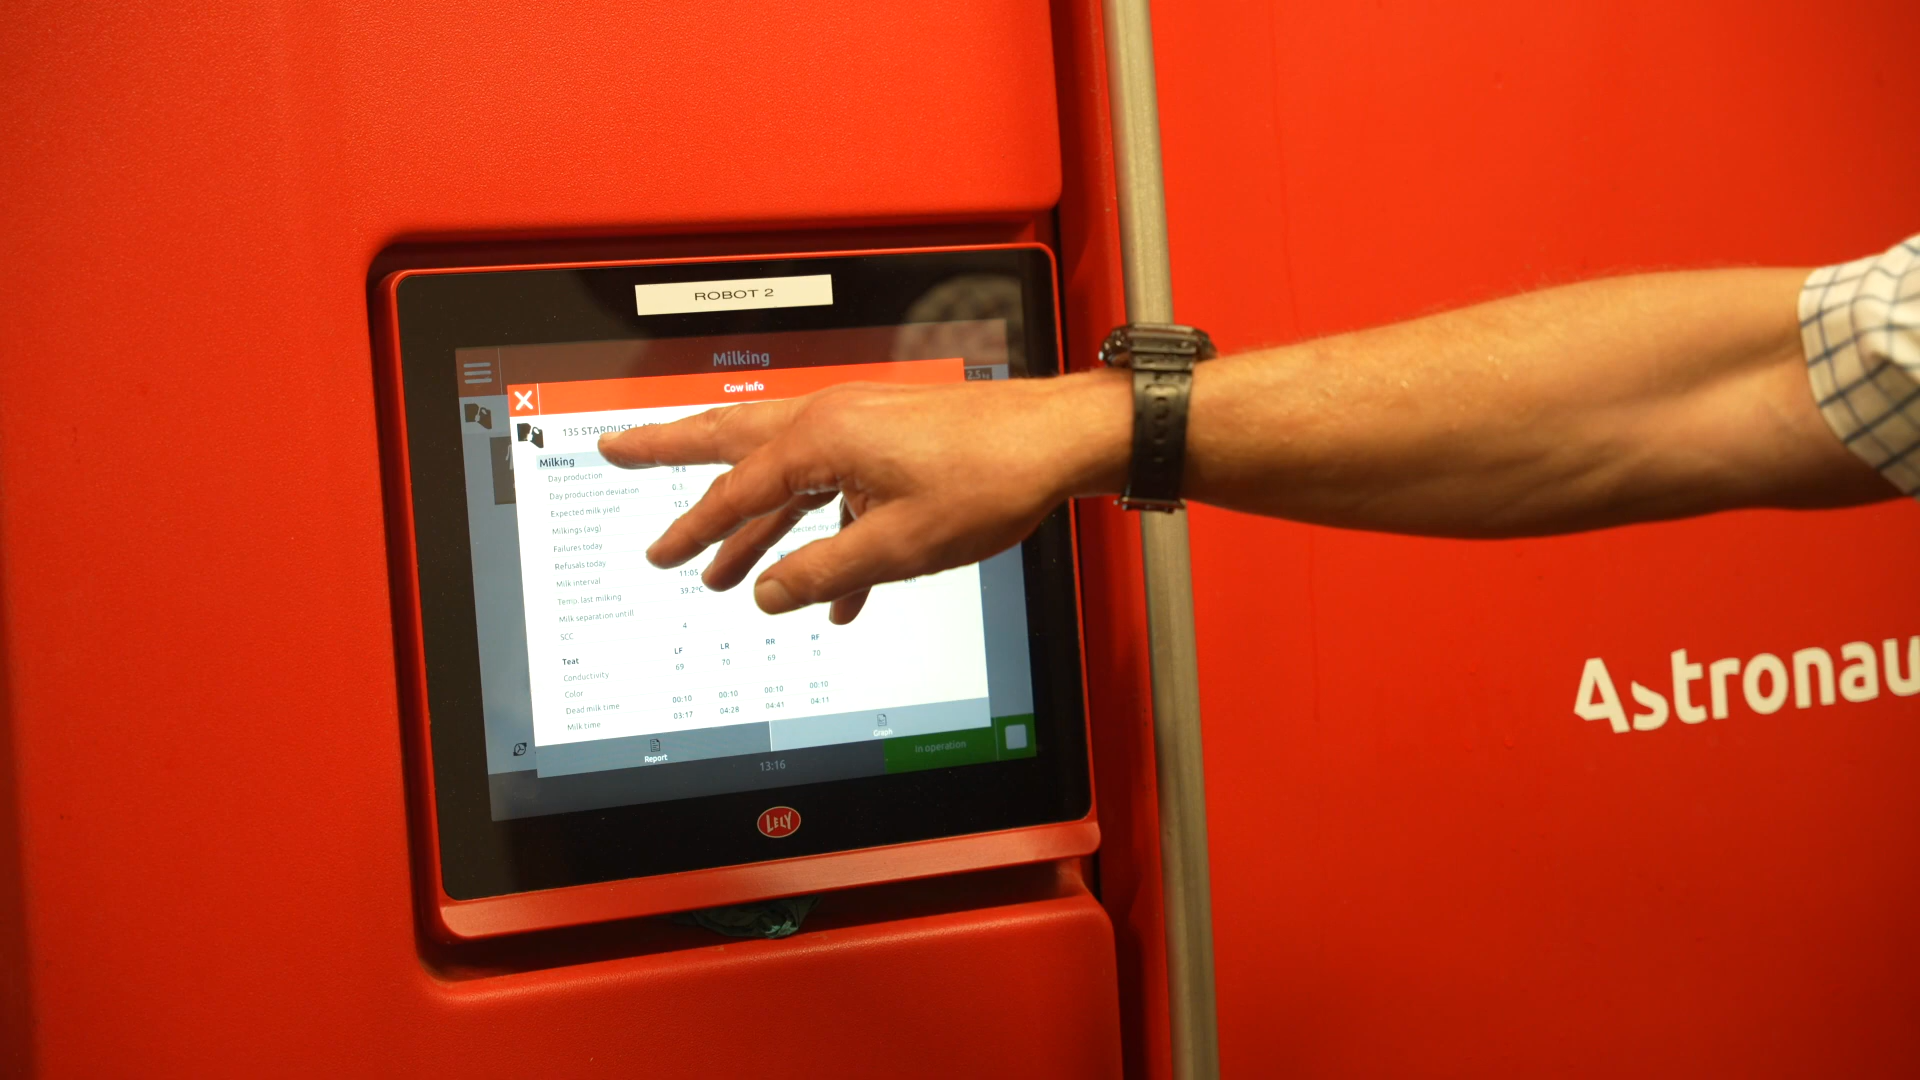 ROBOT 2
Milking
2.5 kg
Cow info
135 STARDUST
Milking
Day production 38.8
Day production deviation 0.3
Expected milk yield 12.5
Milkings (avg)
Failures today
Refusals today
Milk interval 11:05
Temp. last milking 39.2°C
Milk separation untill
SCC 4
Teat LF LR RR RF
Conductivity 69 70 69 70
Color
Dead milk time 00:10 00:10 00:10 00:10
Milk time 03:17 04:28 04:41 04:11
Report
Graph
13:16
In operation
LELY
Astronau